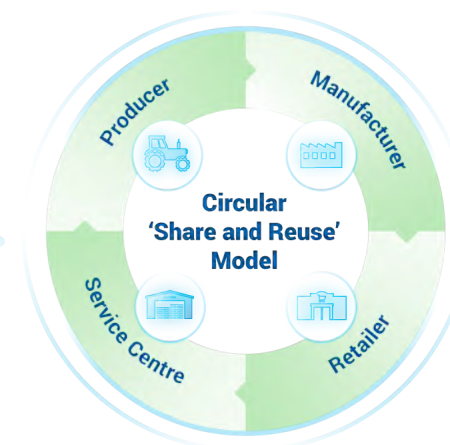 Producer
Manufacturer
Circular
‘Share and Reuse’
Model
Service Centre
Retailer